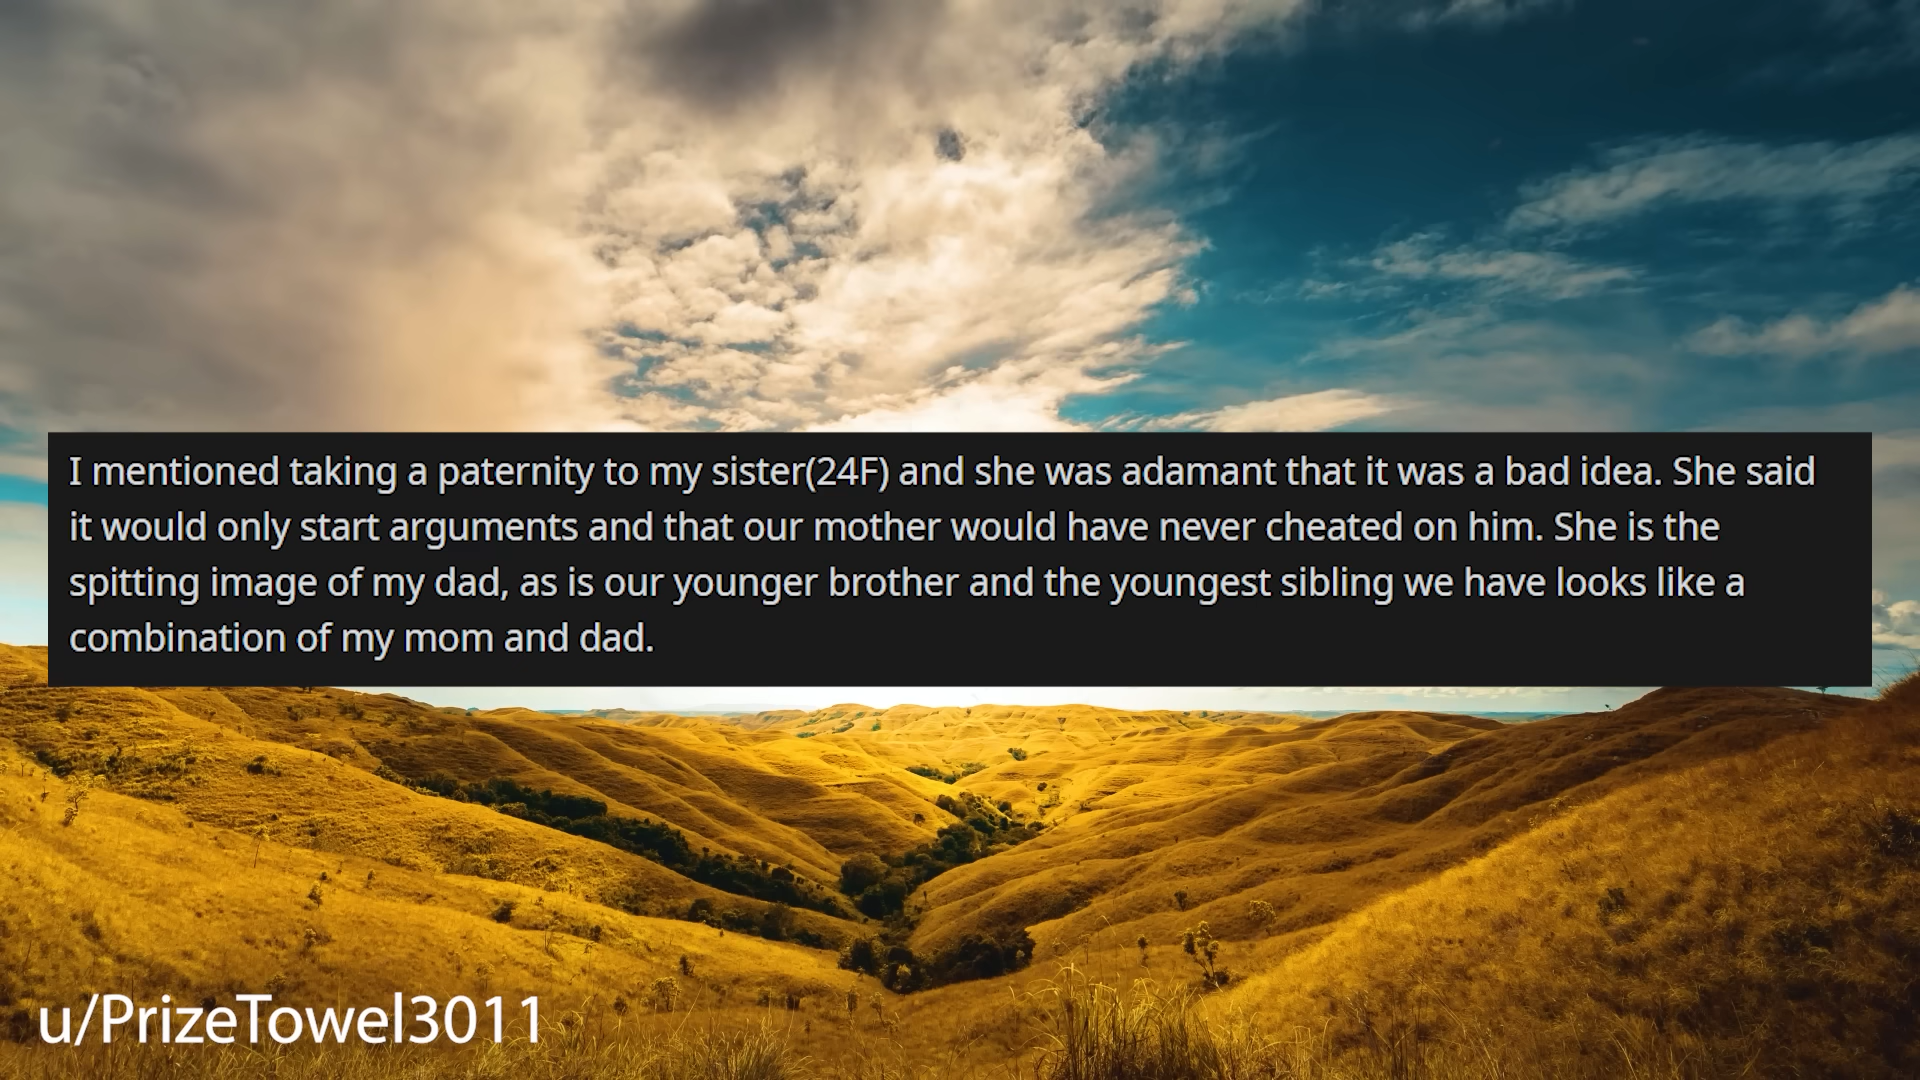 I mentioned taking a paternity to my sister(24F) and she was adamant that it was a bad idea. She said
it would only start arguments and that our mother would have never cheated on him. She is the
spitting image of my dad, as is our younger brother and the youngest sibling we have looks like a
combination of my mom and dad.
u/PrizeTowel3011